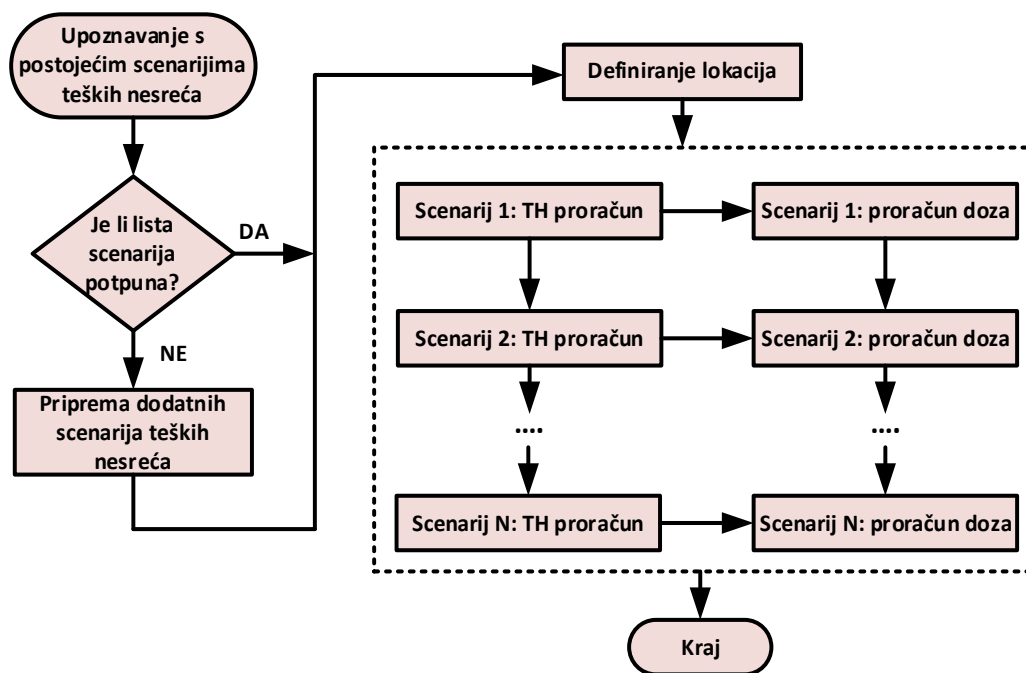 Upoznavanje s
postojećim scenarijima
teških nesreća
Je li lista
scenarija
potpuna?
DA
NE
Priprema dodatnih
scenarija teških
nesreća
Definiranje lokacija
Scenarij 1: TH proračun
Scenarij 1: proračun doza
Scenarij 2: TH proračun
Scenarij 2: proračun doza
....
....
Scenarij N: TH proračun
Scenarij N: proračun doza
Kraj